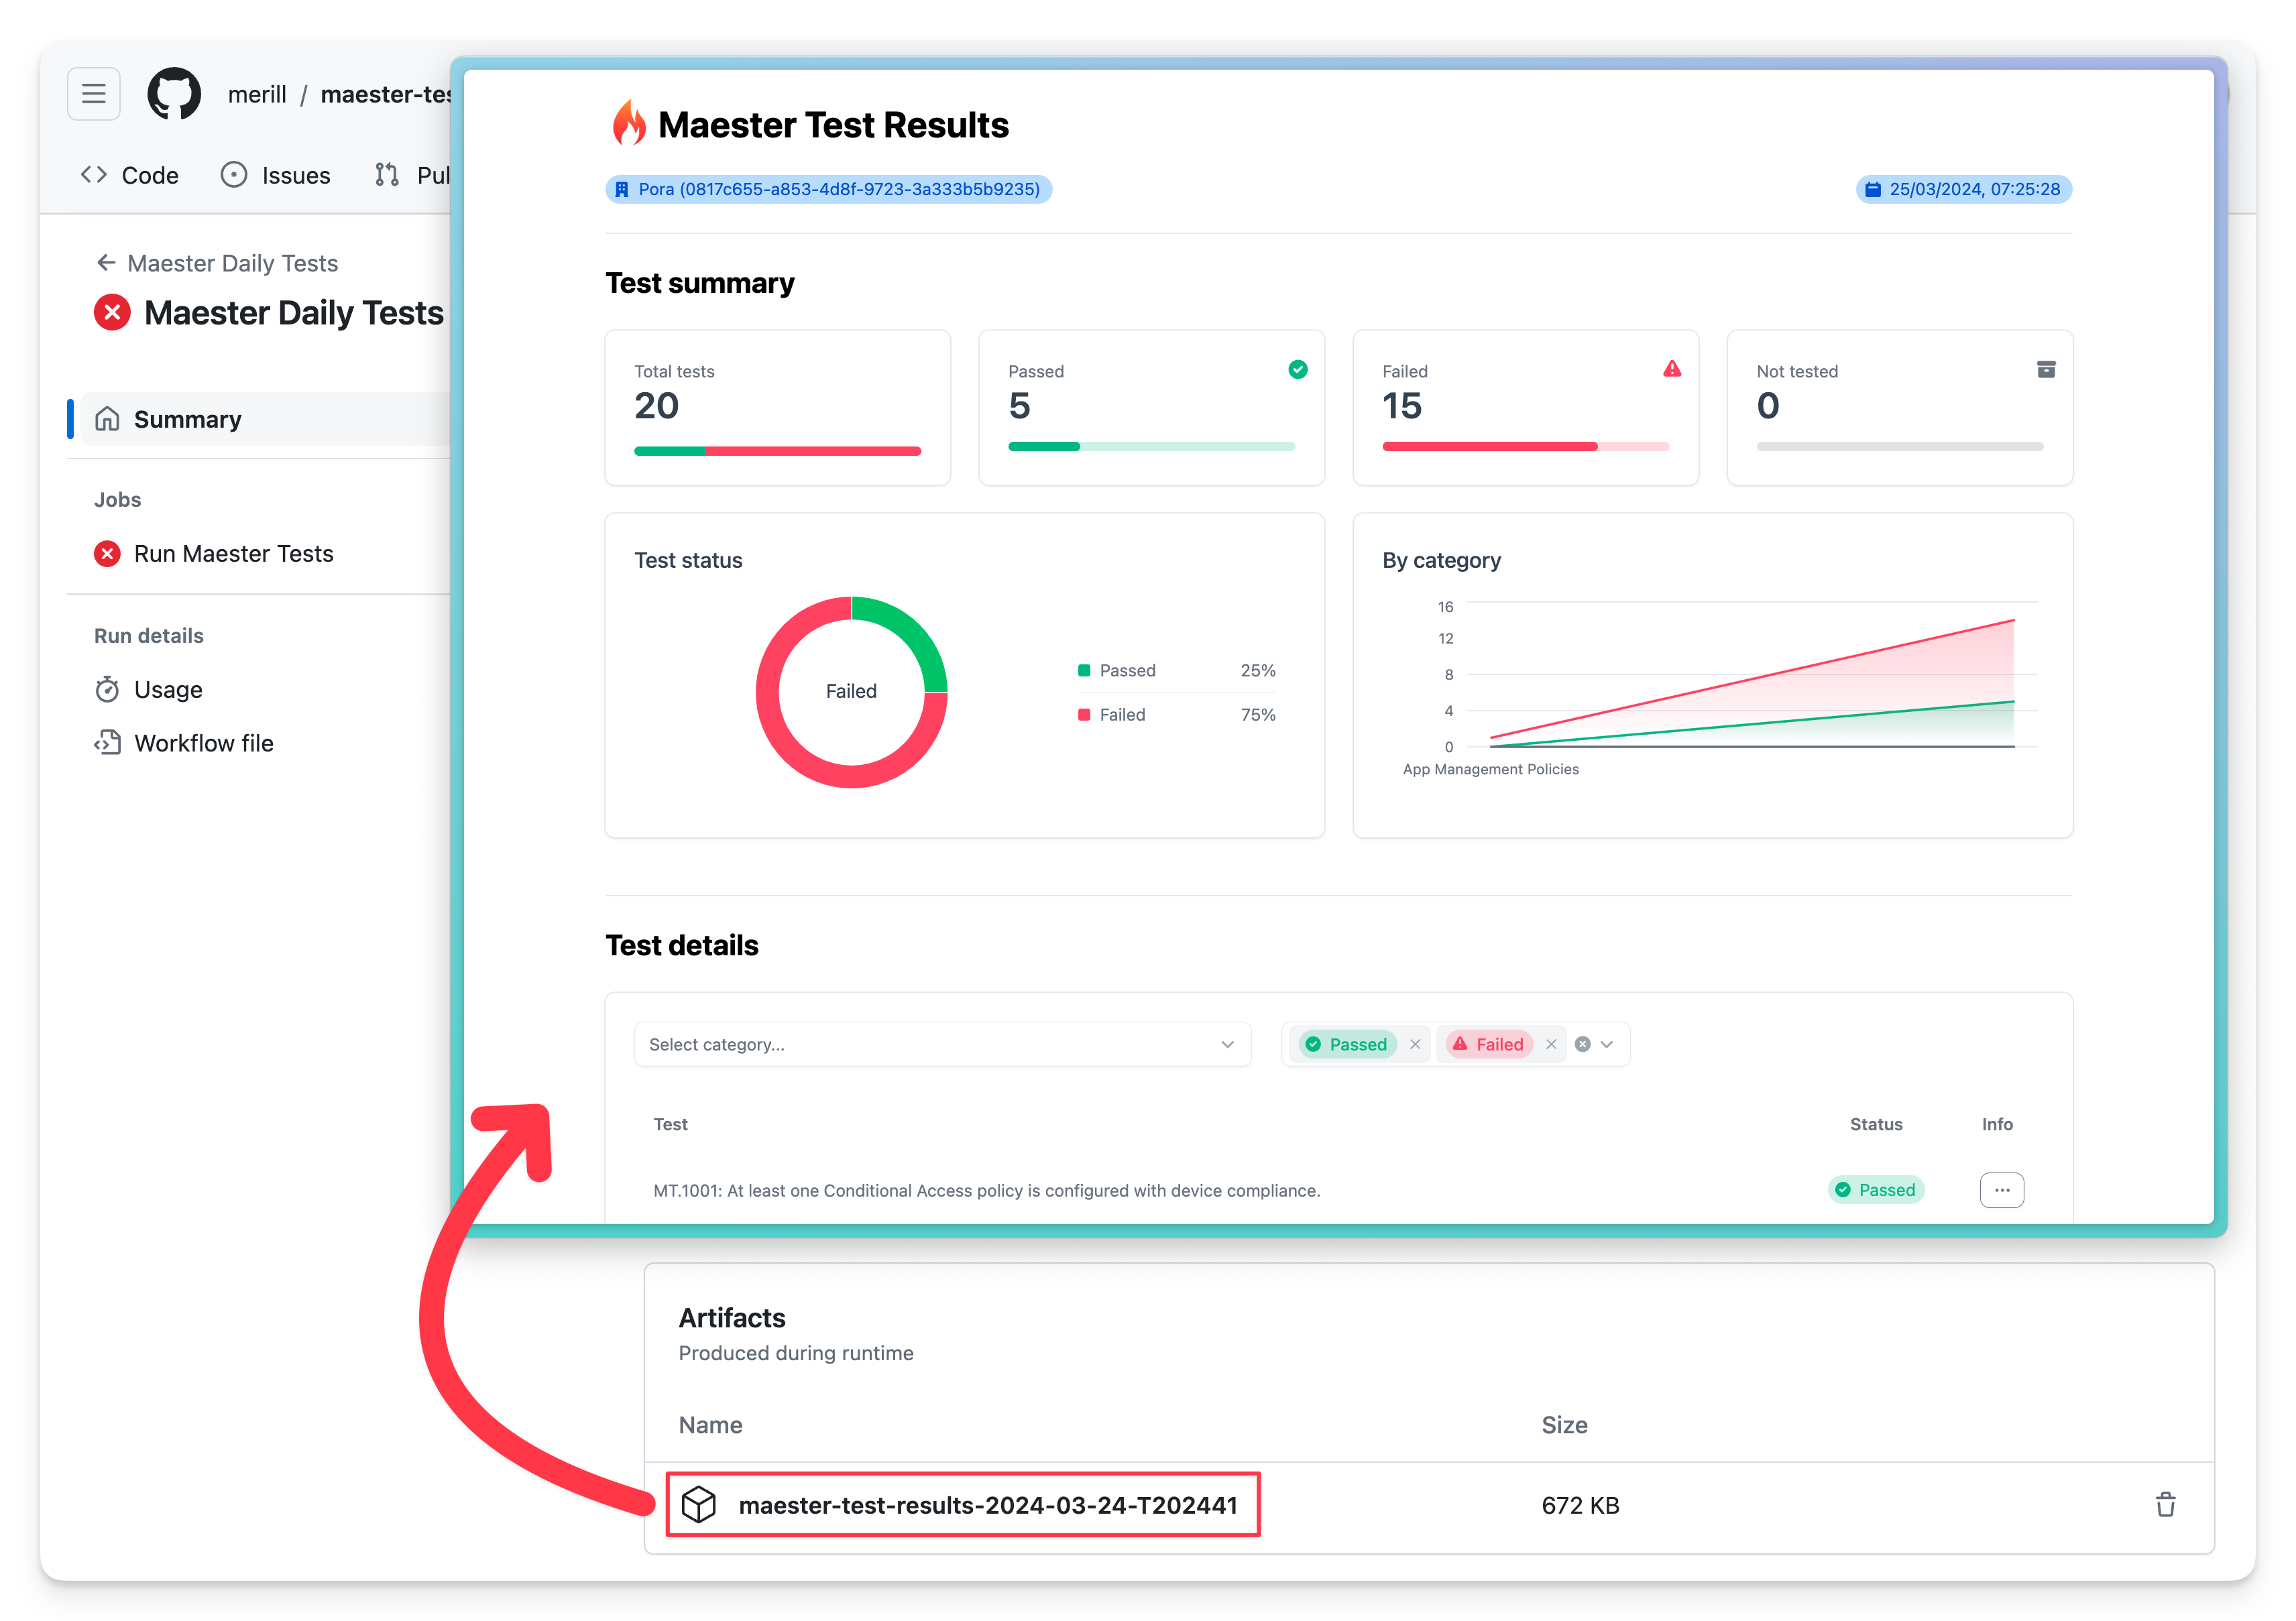 merill / maester-tes
Code
Issues
Pul
Maester Daily Tests
Maester Daily Tests
Summary
Jobs
Run Maester Tests
Run details
Usage
Workflow file
Maester Test Results
Pora (0817c655-a853-4d8f-9723-3a333b5b9235)
25/03/2024, 07:25:28
Test summary
Total tests
20
Passed
5
Failed
15
Not tested
0
Test status
Failed
Passed 25%
Failed 75%
By category
16
12
8
4
0
App Management Policies
Test details
Select category...
Passed
Failed
Test Status Info
MT.1001: At least one Conditional Access policy is configured with device compliance. Passed
Artifacts
Produced during runtime
Name Size
maester-test-results-2024-03-24-T202441 672 KB